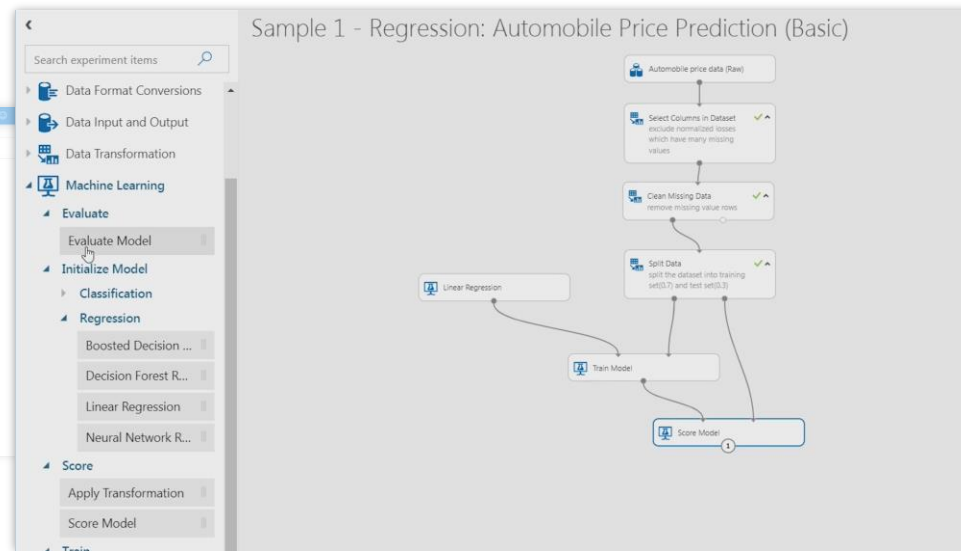 Sample 1 - Regression: Automobile Price Prediction (Basic)
Search experiment items
Data Format Conversions
Data Input and Output
Data Transformation
Machine Learning
Evaluate
Evaluate Model
Initialize Model
Classification
Regression
Boosted Decision ...
Decision Forest R...
Linear Regression
Neural Network R...
Score
Apply Transformation
Score Model
Train
Automobile price data (Raw)
Select Columns in Dataset
exclude normalized losses
which have many missing
values
Clean Missing Data
remove missing value rows
Split Data
split the dataset into training
set(0.7) and test set(0.3)
Linear Regression
Train Model
Score Model
1